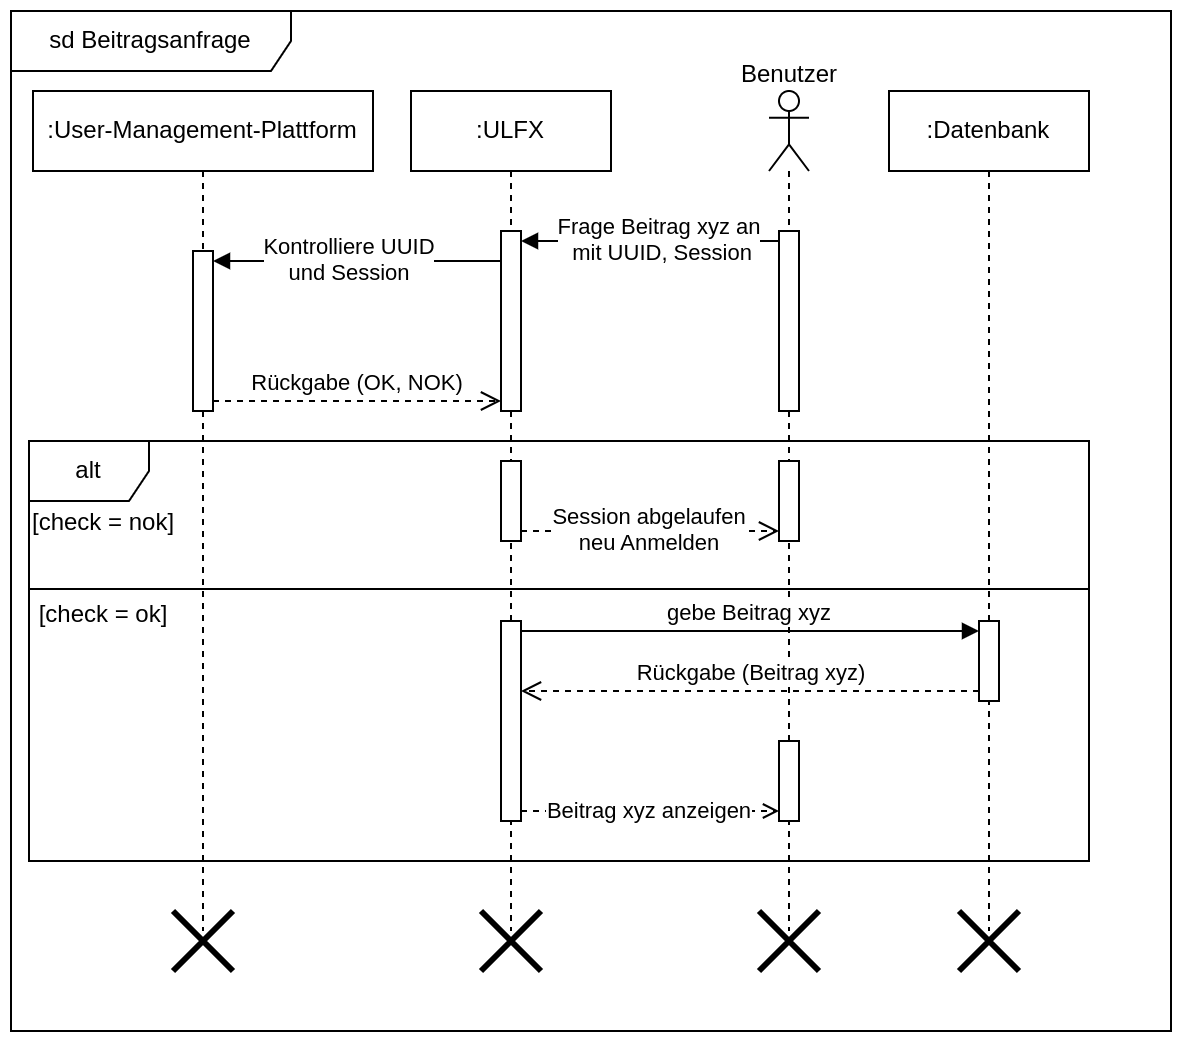 sd Beitragsanfrage
Benutzer
:User-Management-Plattform
:ULFX
:Datenbank
Frage Beitrag xyz an
mit UUID, Session
Kontrolliere UUID
und Session
Rückgabe (OK, NOK)
alt
[check = nok]
Session abgelaufen
neu Anmelden
[check = ok]
gebe Beitrag xyz
Rückgabe (Beitrag xyz)
Beitrag xyz anzeigen